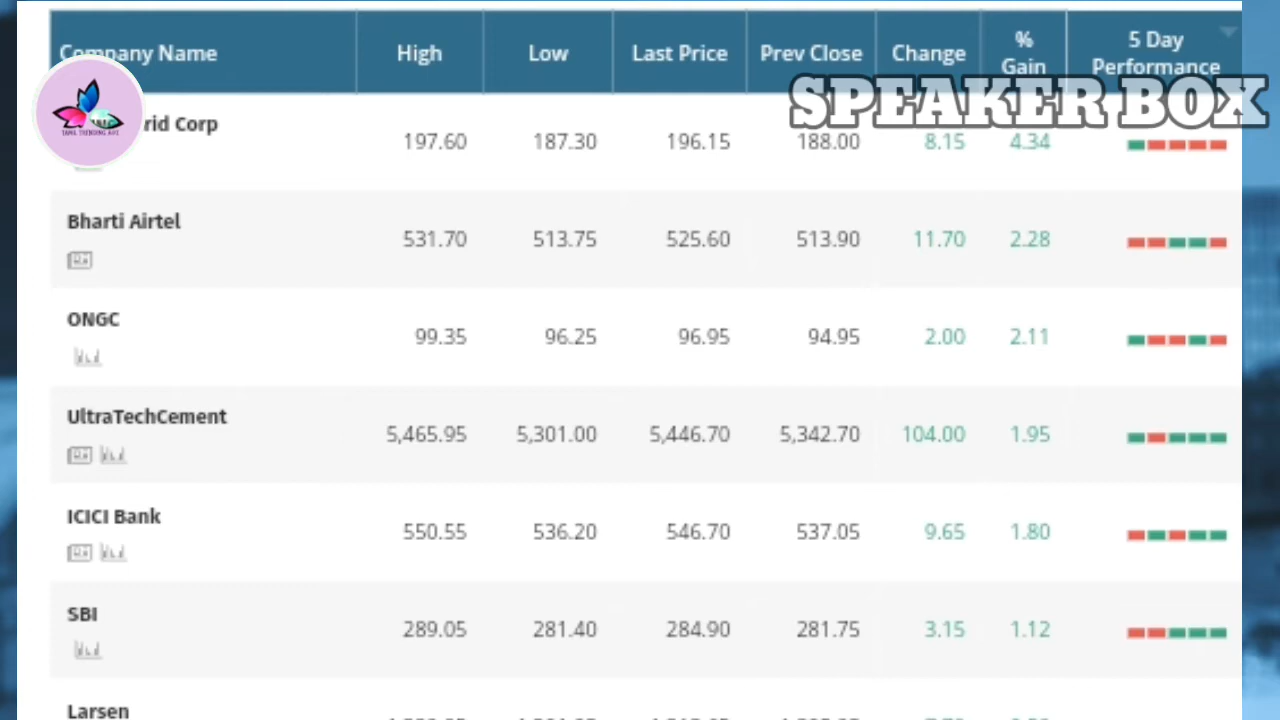 Company Name High Low Last Price Prev Close Change % Gain 5 Day Performance
SPEAKER BOX
TAMIL TRENDING ART
rid Corp 197.60 187.30 196.15 188.00 8.15 4.34
Bharti Airtel 531.70 513.75 525.60 513.90 11.70 2.28
ONGC 99.35 96.25 96.95 94.95 2.00 2.11
UltraTechCement 5,465.95 5,301.00 5,446.70 5,342.70 104.00 1.95
ICICI Bank 550.55 536.20 546.70 537.05 9.65 1.80
SBI 289.05 281.40 284.90 281.75 3.15 1.12
Larsen